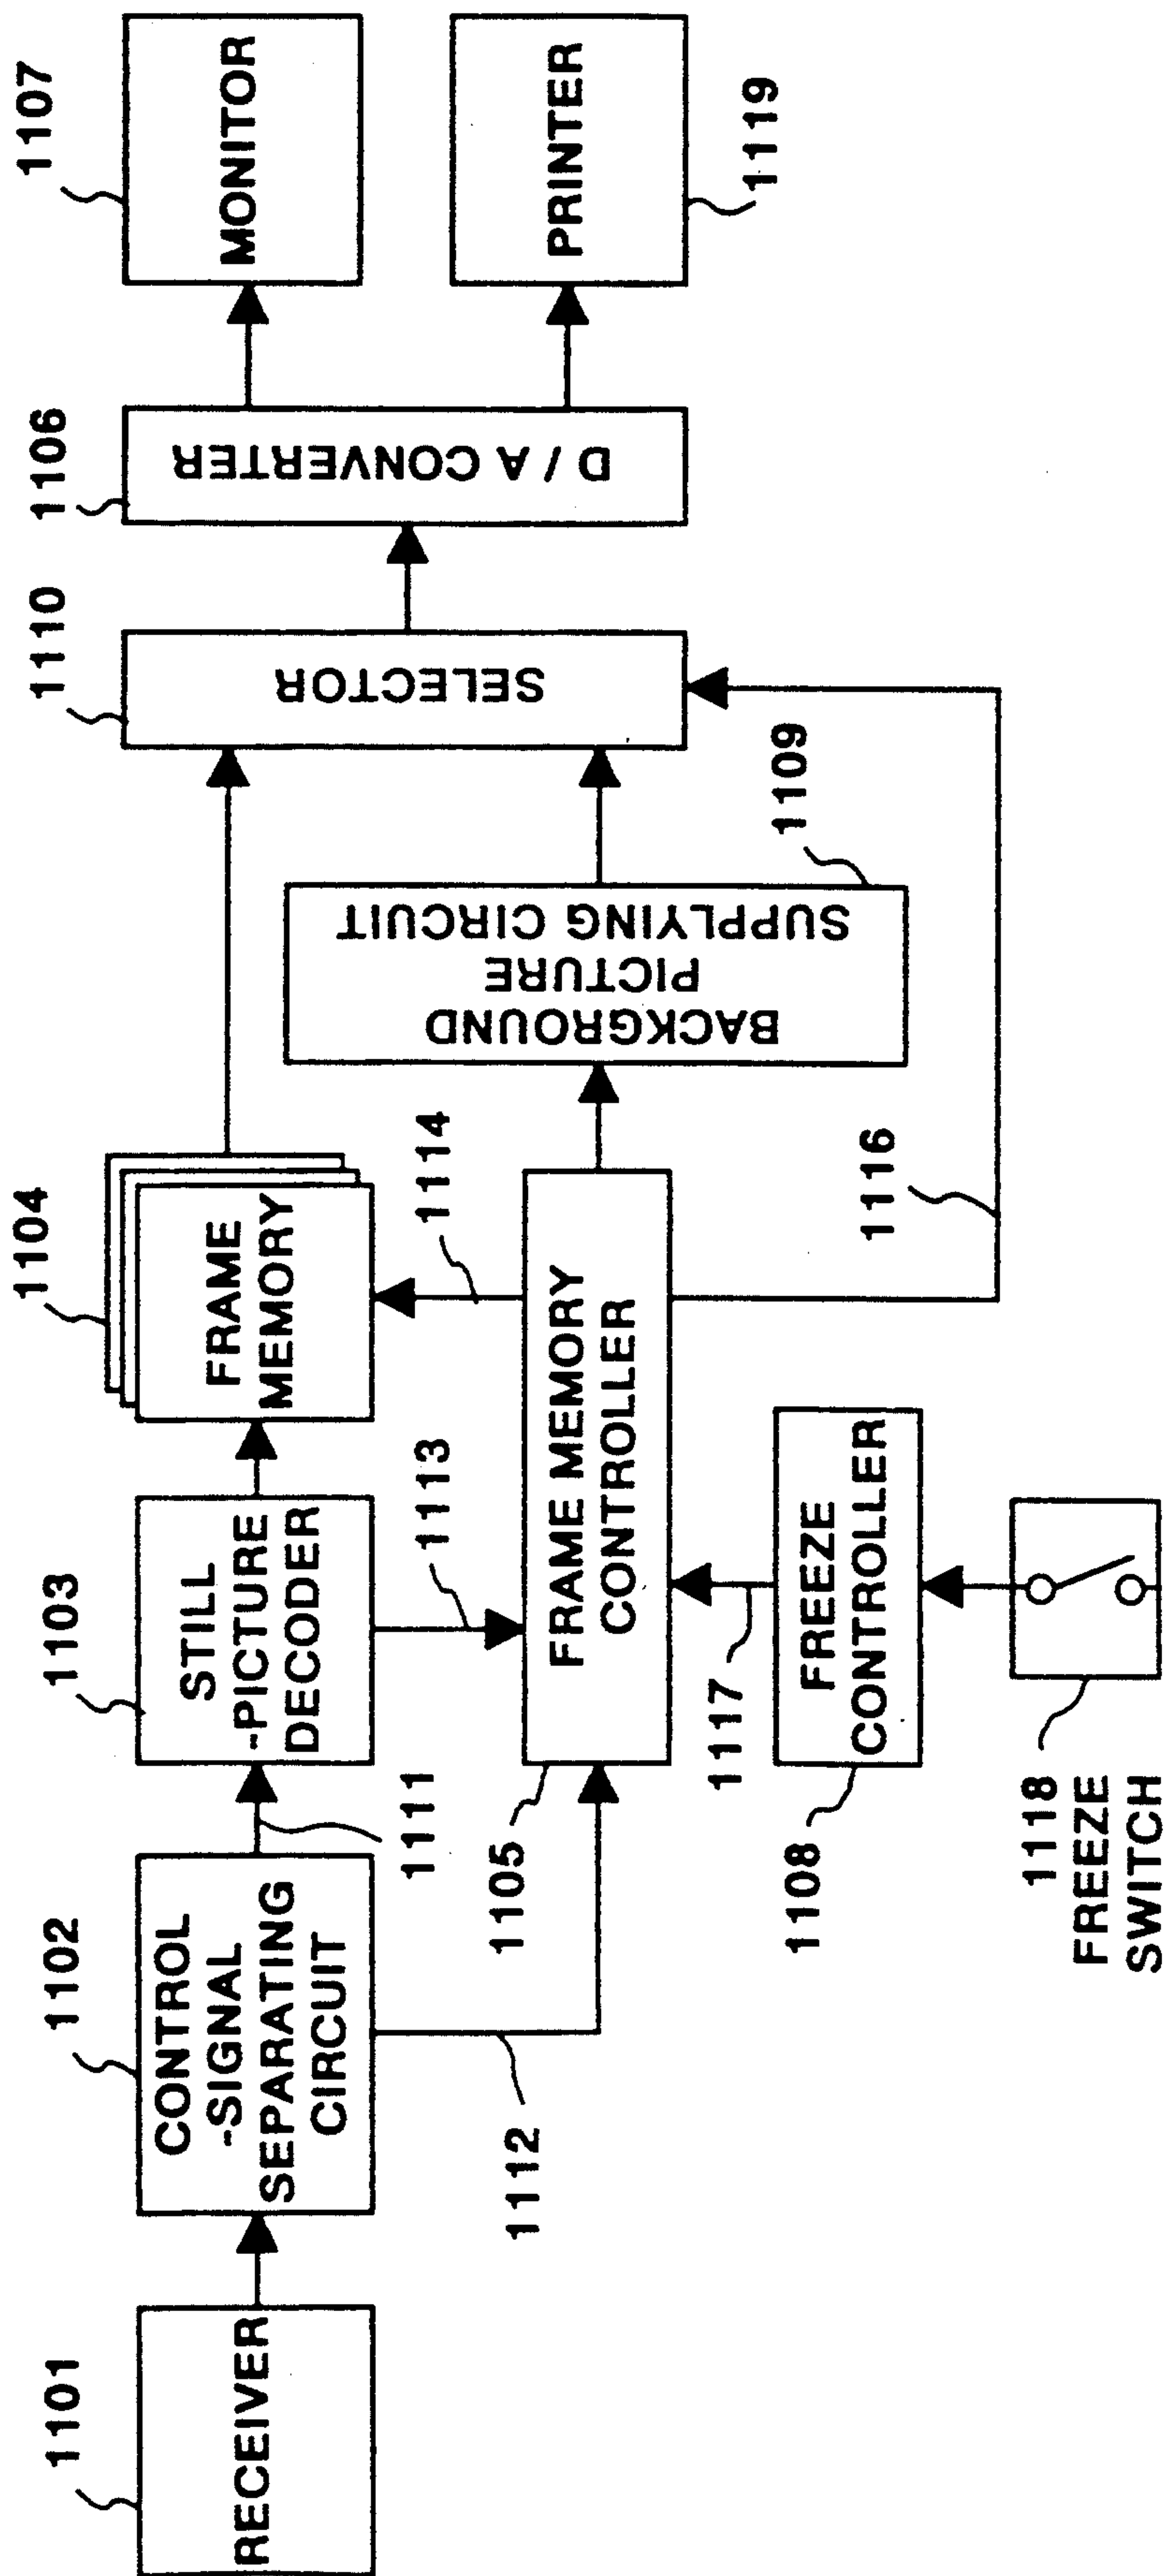 1101
RECEIVER
1102
CONTROL
-SIGNAL
SEPARATING
CIRCUIT
1111
1112
1103
STILL
-PICTURE
DECODER
1113
1104
FRAME
MEMORY
1114
1105
FRAME MEMORY
CONTROLLER
1117
1108
FREEZE
CONTROLLER
1118
FREEZE
SWITCH
1116
BACKGROUND
PICTURE
SUPPLYING CIRCUIT
1109
1110
SELECTOR
1106
D / A CONVERTER
1107
MONITOR
PRINTER
1119